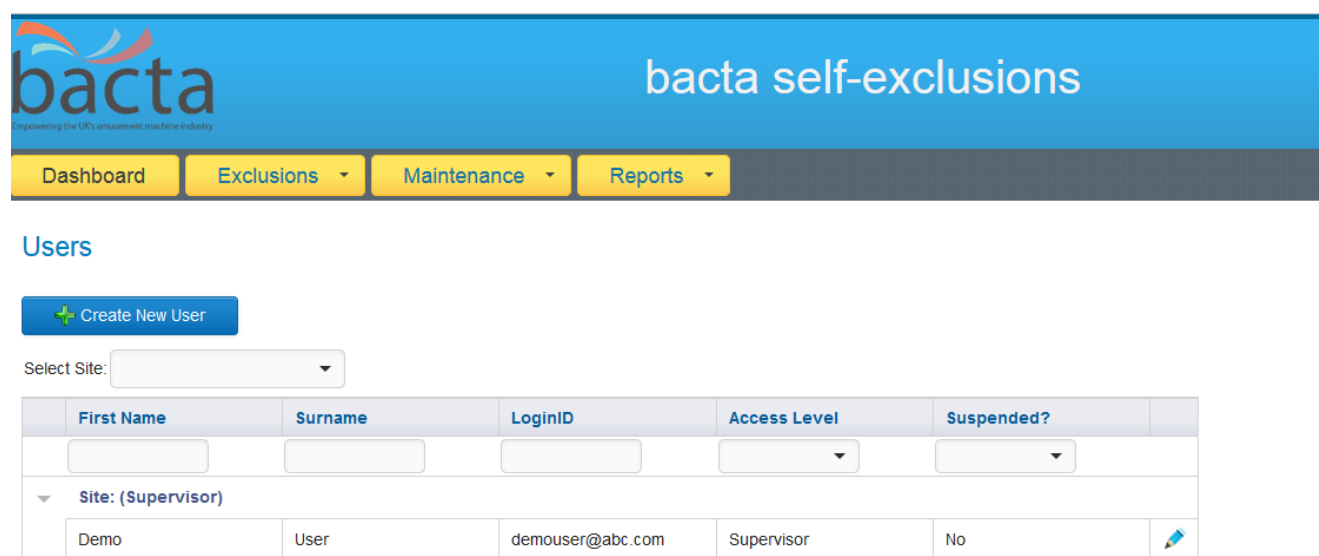 bacta
Empowering the UK's amusement machine industry
bacta self-exclusions
Dashboard Exclusions Maintenance Reports
Users
Create New User
Select Site:
First Name Surname LoginID Access Level Suspended?
Site: (Supervisor)
Demo User demouser@abc.com Supervisor No